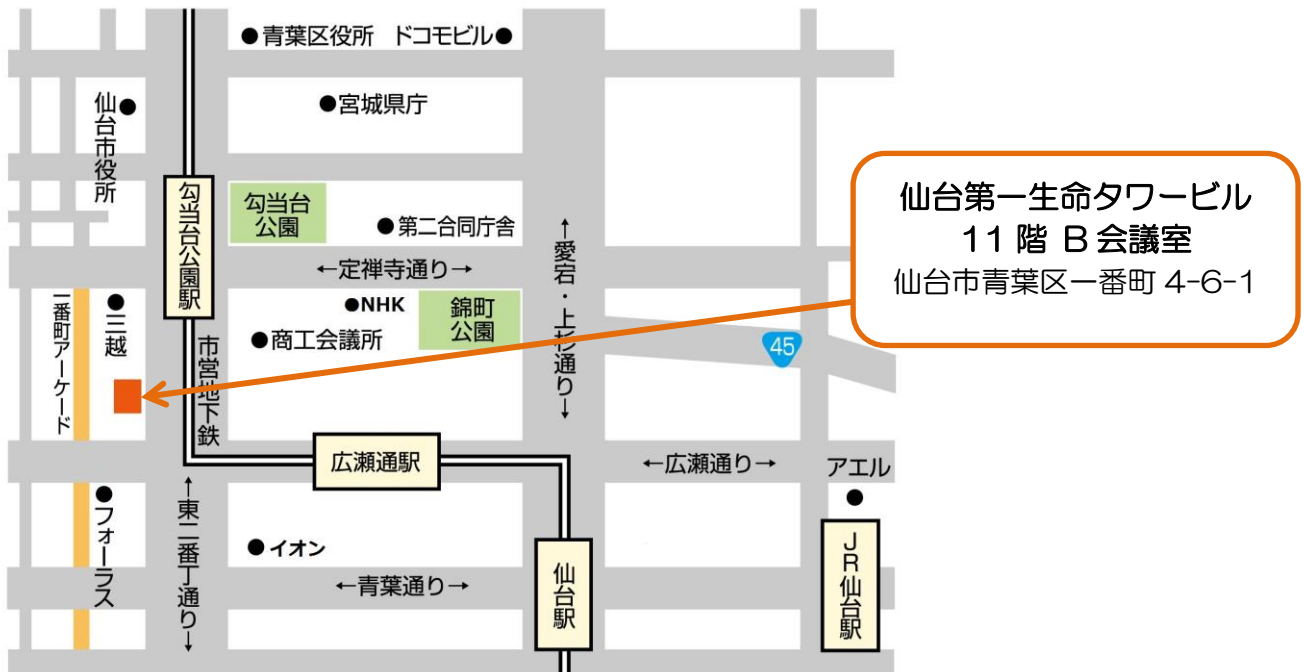 ●青葉区役所　ドコモビル●
仙台市役所●
●宮城県庁
勾当台公園駅
勾当台
公園
●第二合同庁舎
←定禅寺通り→
←愛宕・上杉通り→
仙台第一生命タワービル
11 階 B 会議室
仙台市青葉区一番町 4-6-1
一番町アーケード
●三越
●NHK
錦町
公園
●商工会議所
市営地下鉄
45
広瀬通駅
←広瀬通り→
アエル
●
●フォーラス
←東二番丁通り→
●イオン
←青葉通り→
仙台駅
JR仙台駅